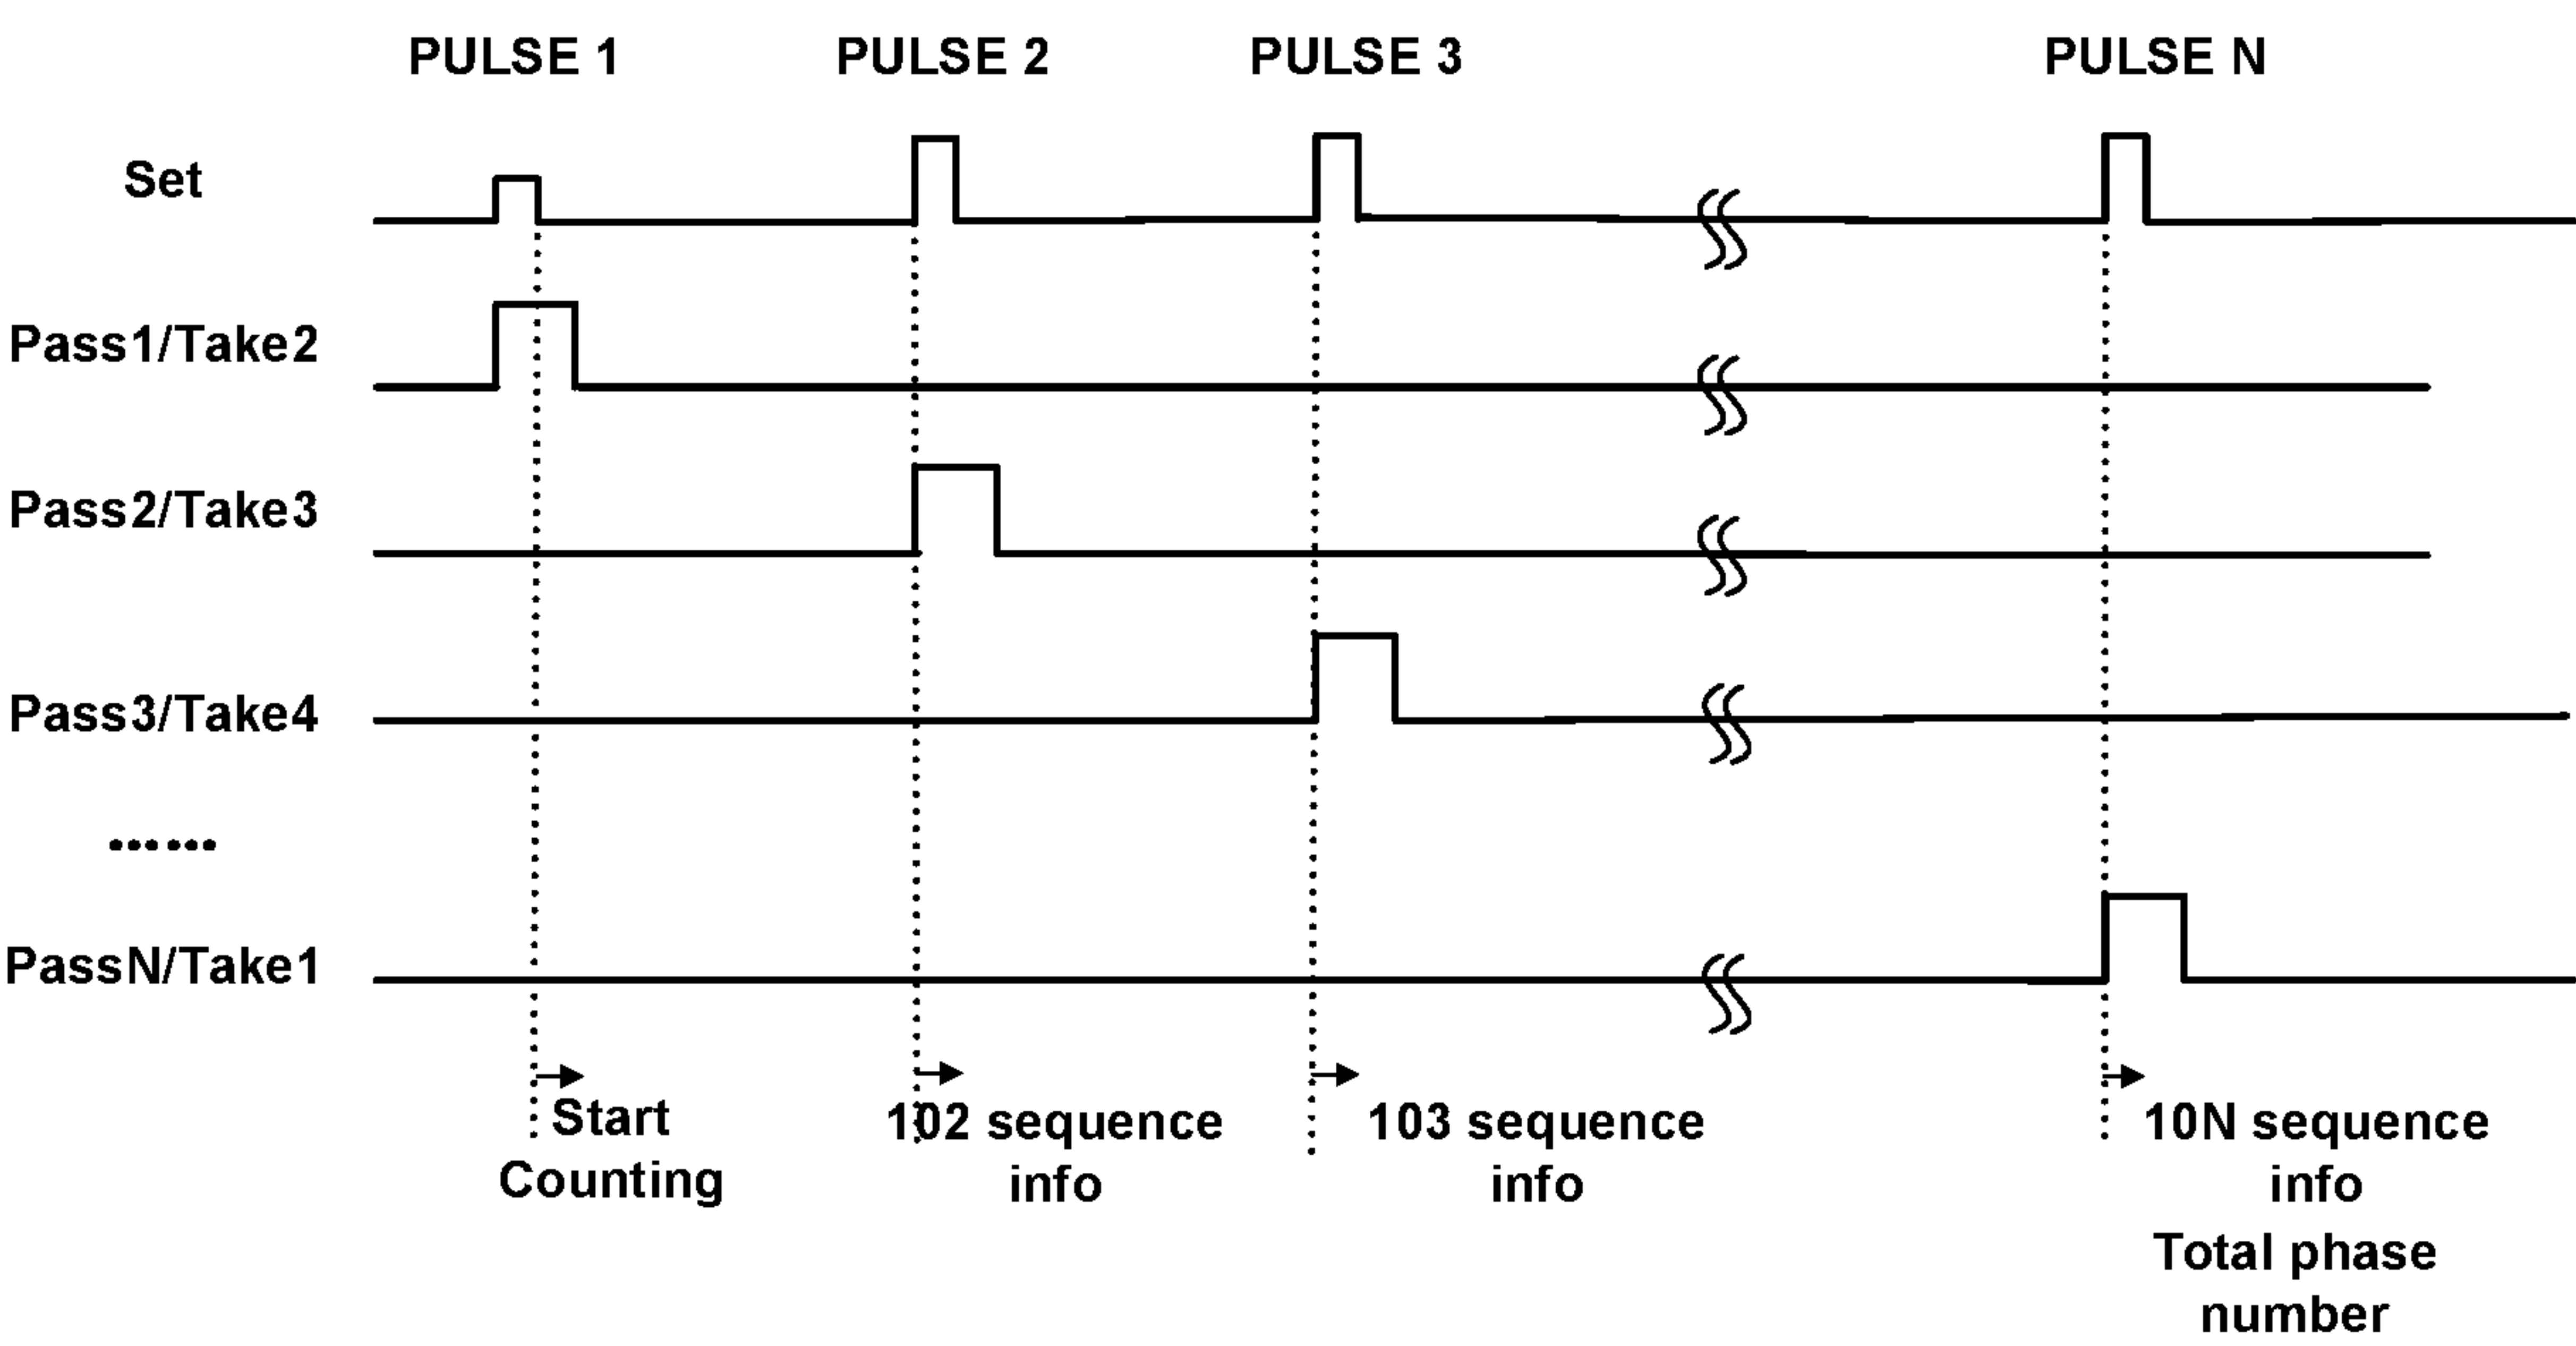 PULSE 1 PULSE 2 PULSE 3 PULSE N
Set
Pass1/Take2
Pass2/Take3
Pass3/Take4
......
PassN/Take1
Start
Counting
102 sequence
info
103 sequence
info
10N sequence
info
Total phase
number